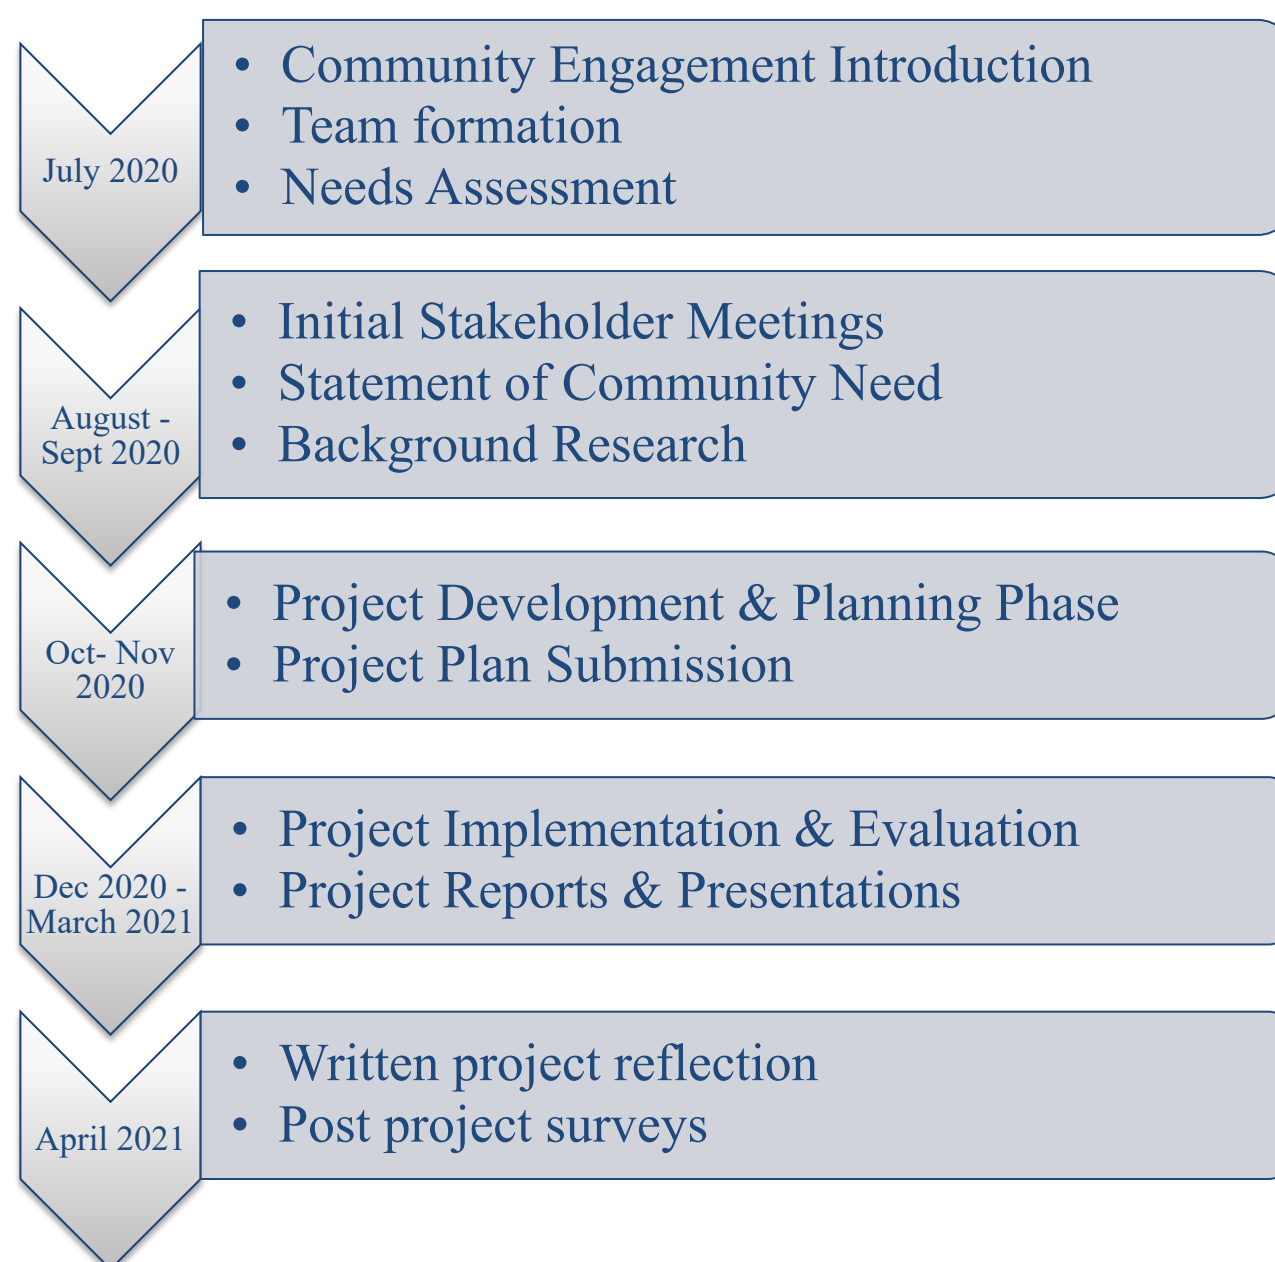 July 2020
• Community Engagement Introduction
• Team formation
• Needs Assessment
August -
Sept 2020
• Initial Stakeholder Meetings
• Statement of Community Need
• Background Research
Oct- Nov
2020
• Project Development & Planning Phase
• Project Plan Submission
Dec 2020 -
March 2021
• Project Implementation & Evaluation
• Project Reports & Presentations
April 2021
• Written project reflection
• Post project surveys